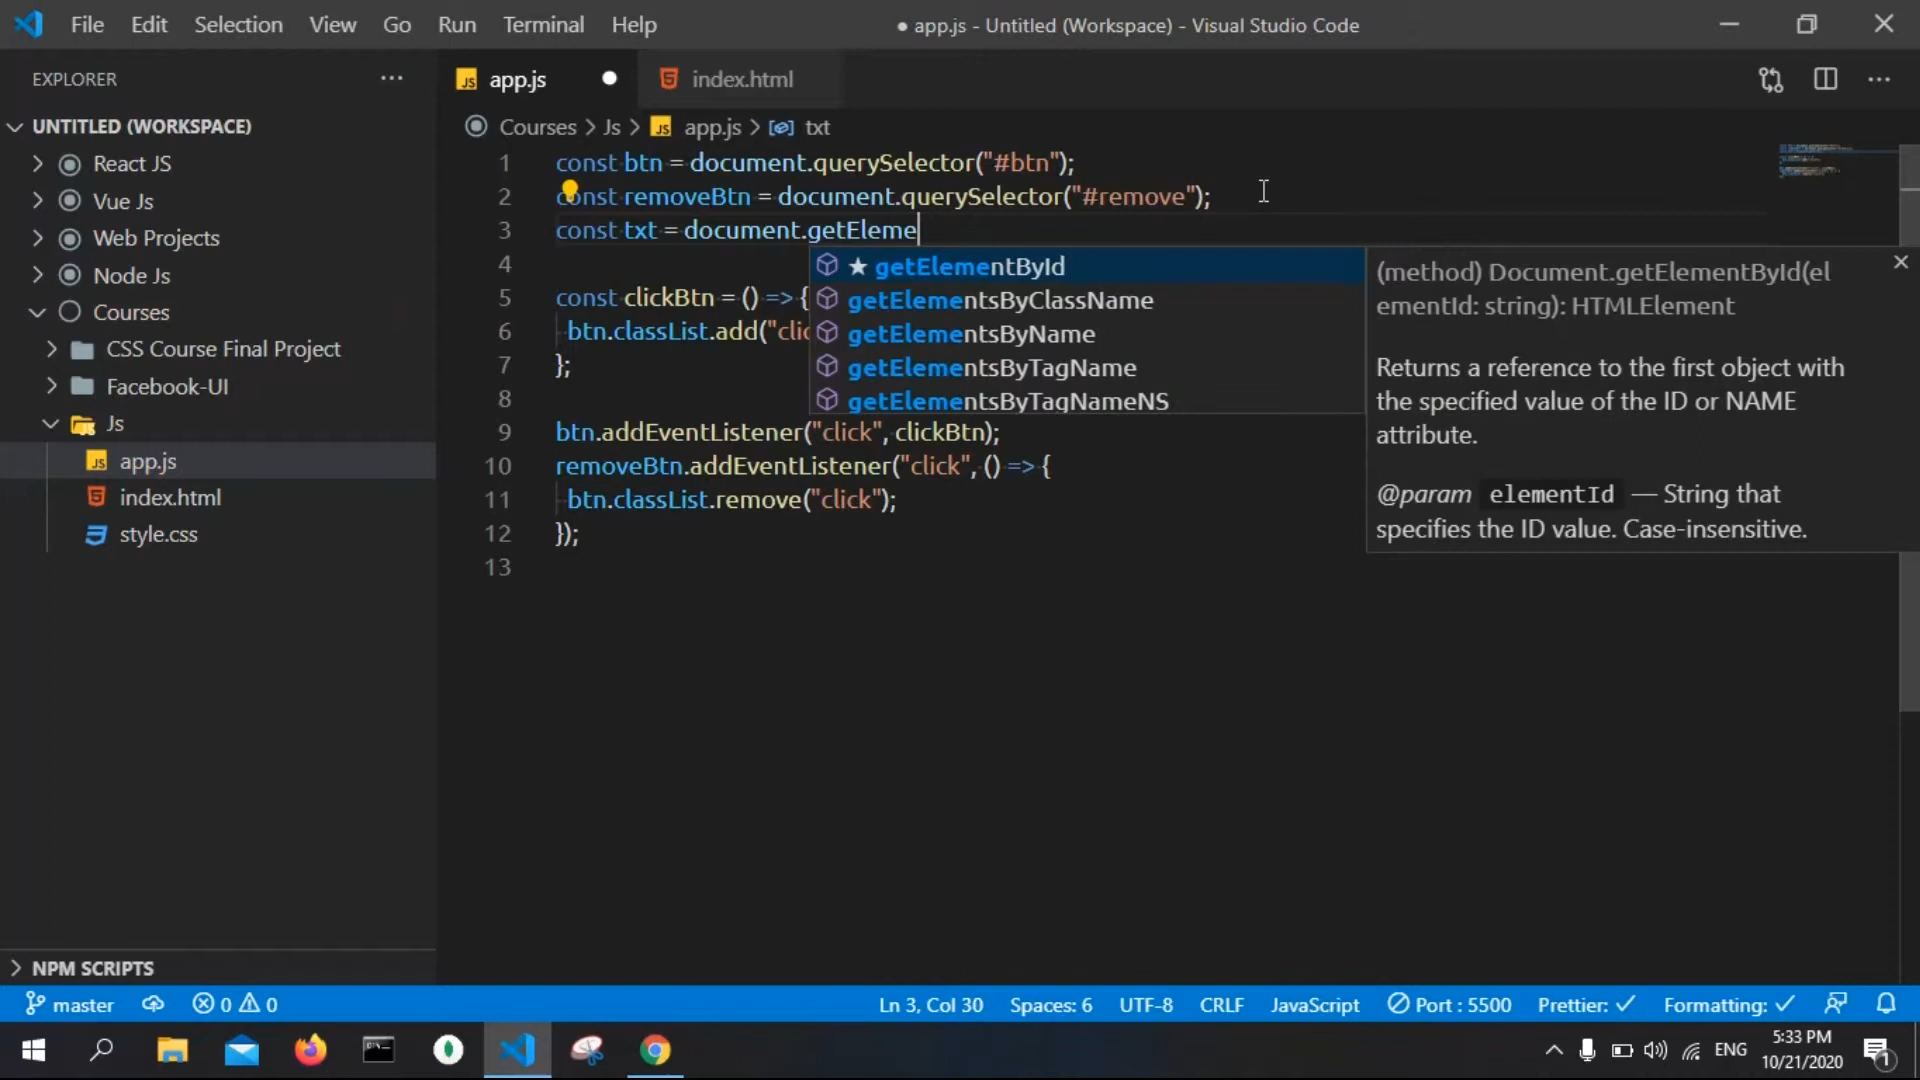 File Edit Selection View Go Run Terminal Help
● app.js - Untitled (Workspace) - Visual Studio Code
EXPLORER
UNTITLED (WORKSPACE)
React JS
Vue Js
Web Projects
Node Js
Courses
CSS Course Final Project
Facebook-UI
Js
app.js
index.html
style.css
NPM SCRIPTS
JS app.js
index.html
Courses > Js > JS app.js > txt
1 const btn = document.querySelector("#btn");
2 const removeBtn = document.querySelector("#remove");
3 const txt = document.getEleme
4
5 const clickBtn = () => {
6 btn.classList.add("clic
7 };
8
9 btn.addEventListener("click", clickBtn);
10 removeBtn.addEventListener("click", () => {
11 btn.classList.remove("click");
12 });
13
★ getElementById
getElementsByClassName
getElementsByName
getElementsByTagName
getElementsByTagNameNS
(method) Document.getElementById(el
ementId: string): HTMLElement
Returns a reference to the first object with
the specified value of the ID or NAME
attribute.
@param elementId — String that
specifies the ID value. Case-insensitive.
master 0 0 Ln 3, Col 30 Spaces: 6 UTF-8 CRLF JavaScript Port : 5500 Prettier: ✓ Formatting: ✓
ENG
5:33 PM
10/21/2020
1